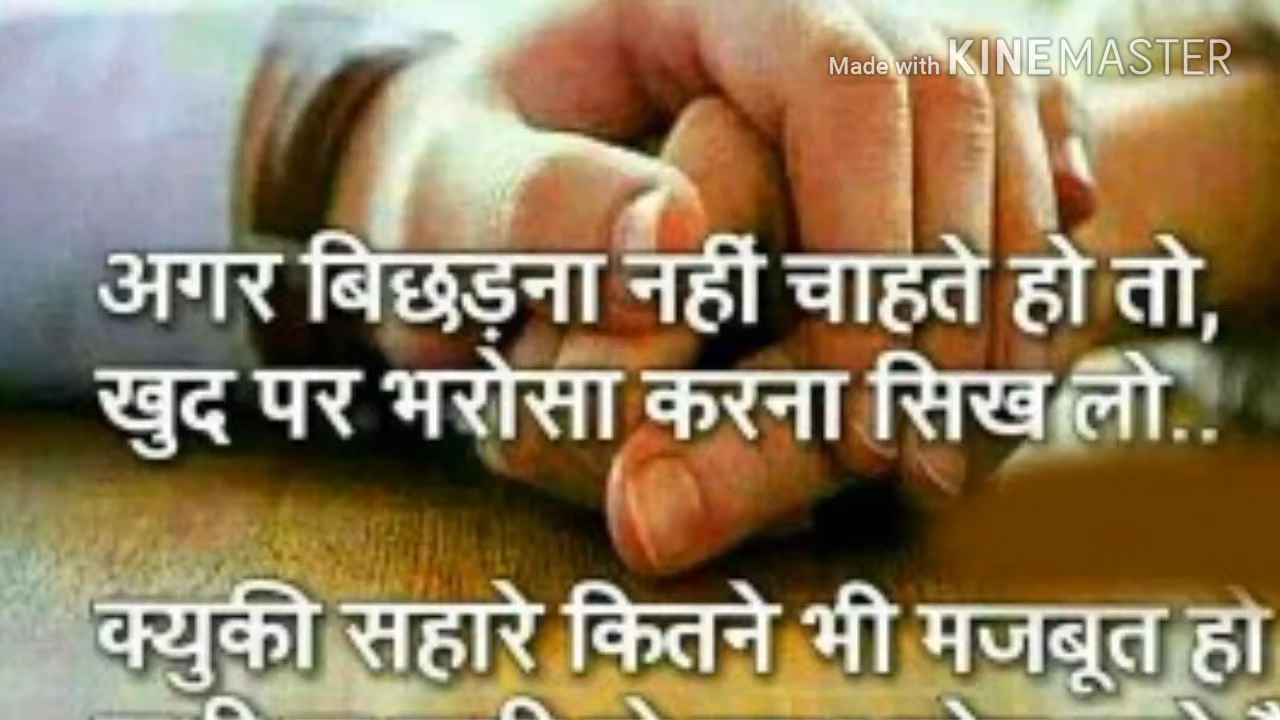 Made with KINEMASTER
अगर बिछड़ना नहीं चाहते हो तो,
खुद पर भरोसा करना सिख लो..
क्युकी सहारे कितने भी मजबूत हो